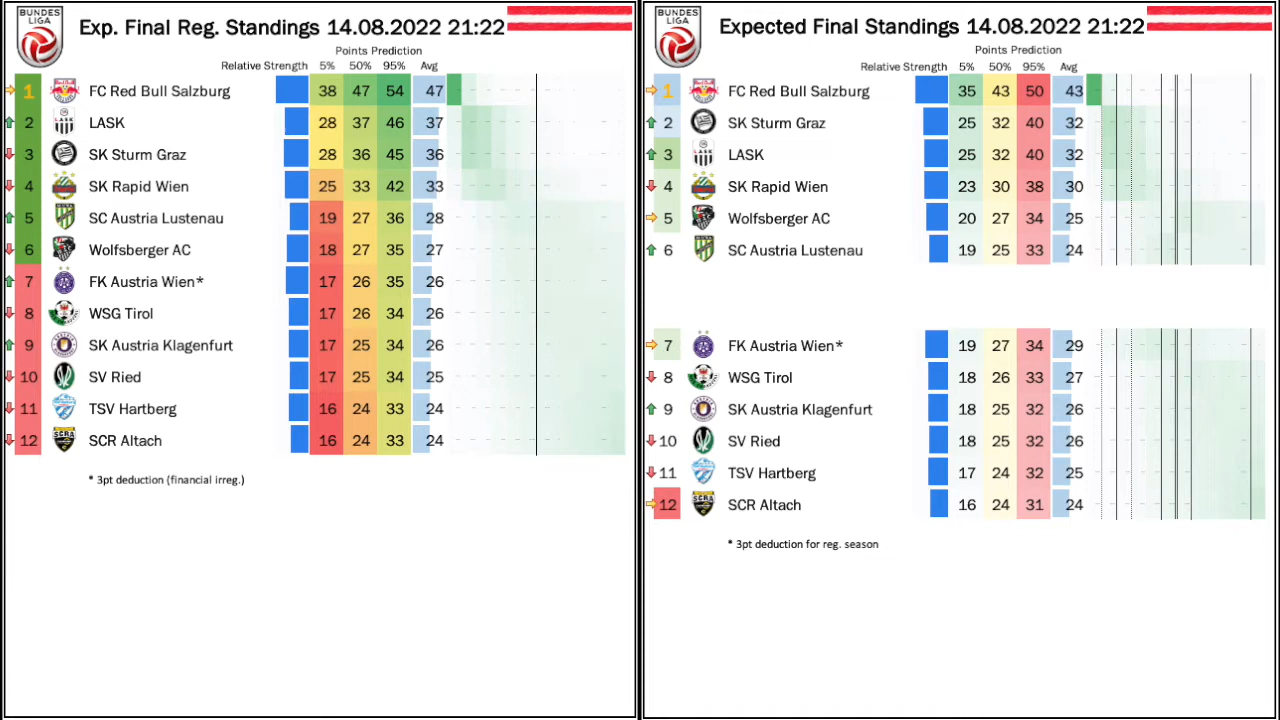 BUNDES
LIGA
Exp. Final Reg. Standings 14.08.2022 21:22
Points Prediction
Relative Strength 5% 50% 95% Avg
1 FC Red Bull Salzburg 38 47 54 47
2 LASK 28 37 46 37
3 SK Sturm Graz 28 36 45 36
4 SK Rapid Wien 25 33 42 33
5 SC Austria Lustenau 19 27 36 28
6 Wolfsberger AC 18 27 35 27
7 FK Austria Wien* 17 26 35 26
8 WSG Tirol 17 26 34 26
9 SK Austria Klagenfurt 17 25 34 26
10 SV Ried 17 25 34 25
11 TSV Hartberg 16 24 33 24
12 SCR Altach 16 24 33 24
* 3pt deduction (financial irreg.)
BUNDES
LIGA
Expected Final Standings 14.08.2022 21:22
Points Prediction
Relative Strength 5% 50% 95% Avg
1 FC Red Bull Salzburg 35 43 50 43
2 SK Sturm Graz 25 32 40 32
3 LASK 25 32 40 32
4 SK Rapid Wien 23 30 38 30
5 Wolfsberger AC 20 27 34 25
6 SC Austria Lustenau 19 25 33 24
7 FK Austria Wien* 19 27 34 29
8 WSG Tirol 18 26 33 27
9 SK Austria Klagenfurt 18 25 32 26
10 SV Ried 18 25 32 26
11 TSV Hartberg 17 24 32 25
12 SCR Altach 16 24 31 24
* 3pt deduction for reg. season